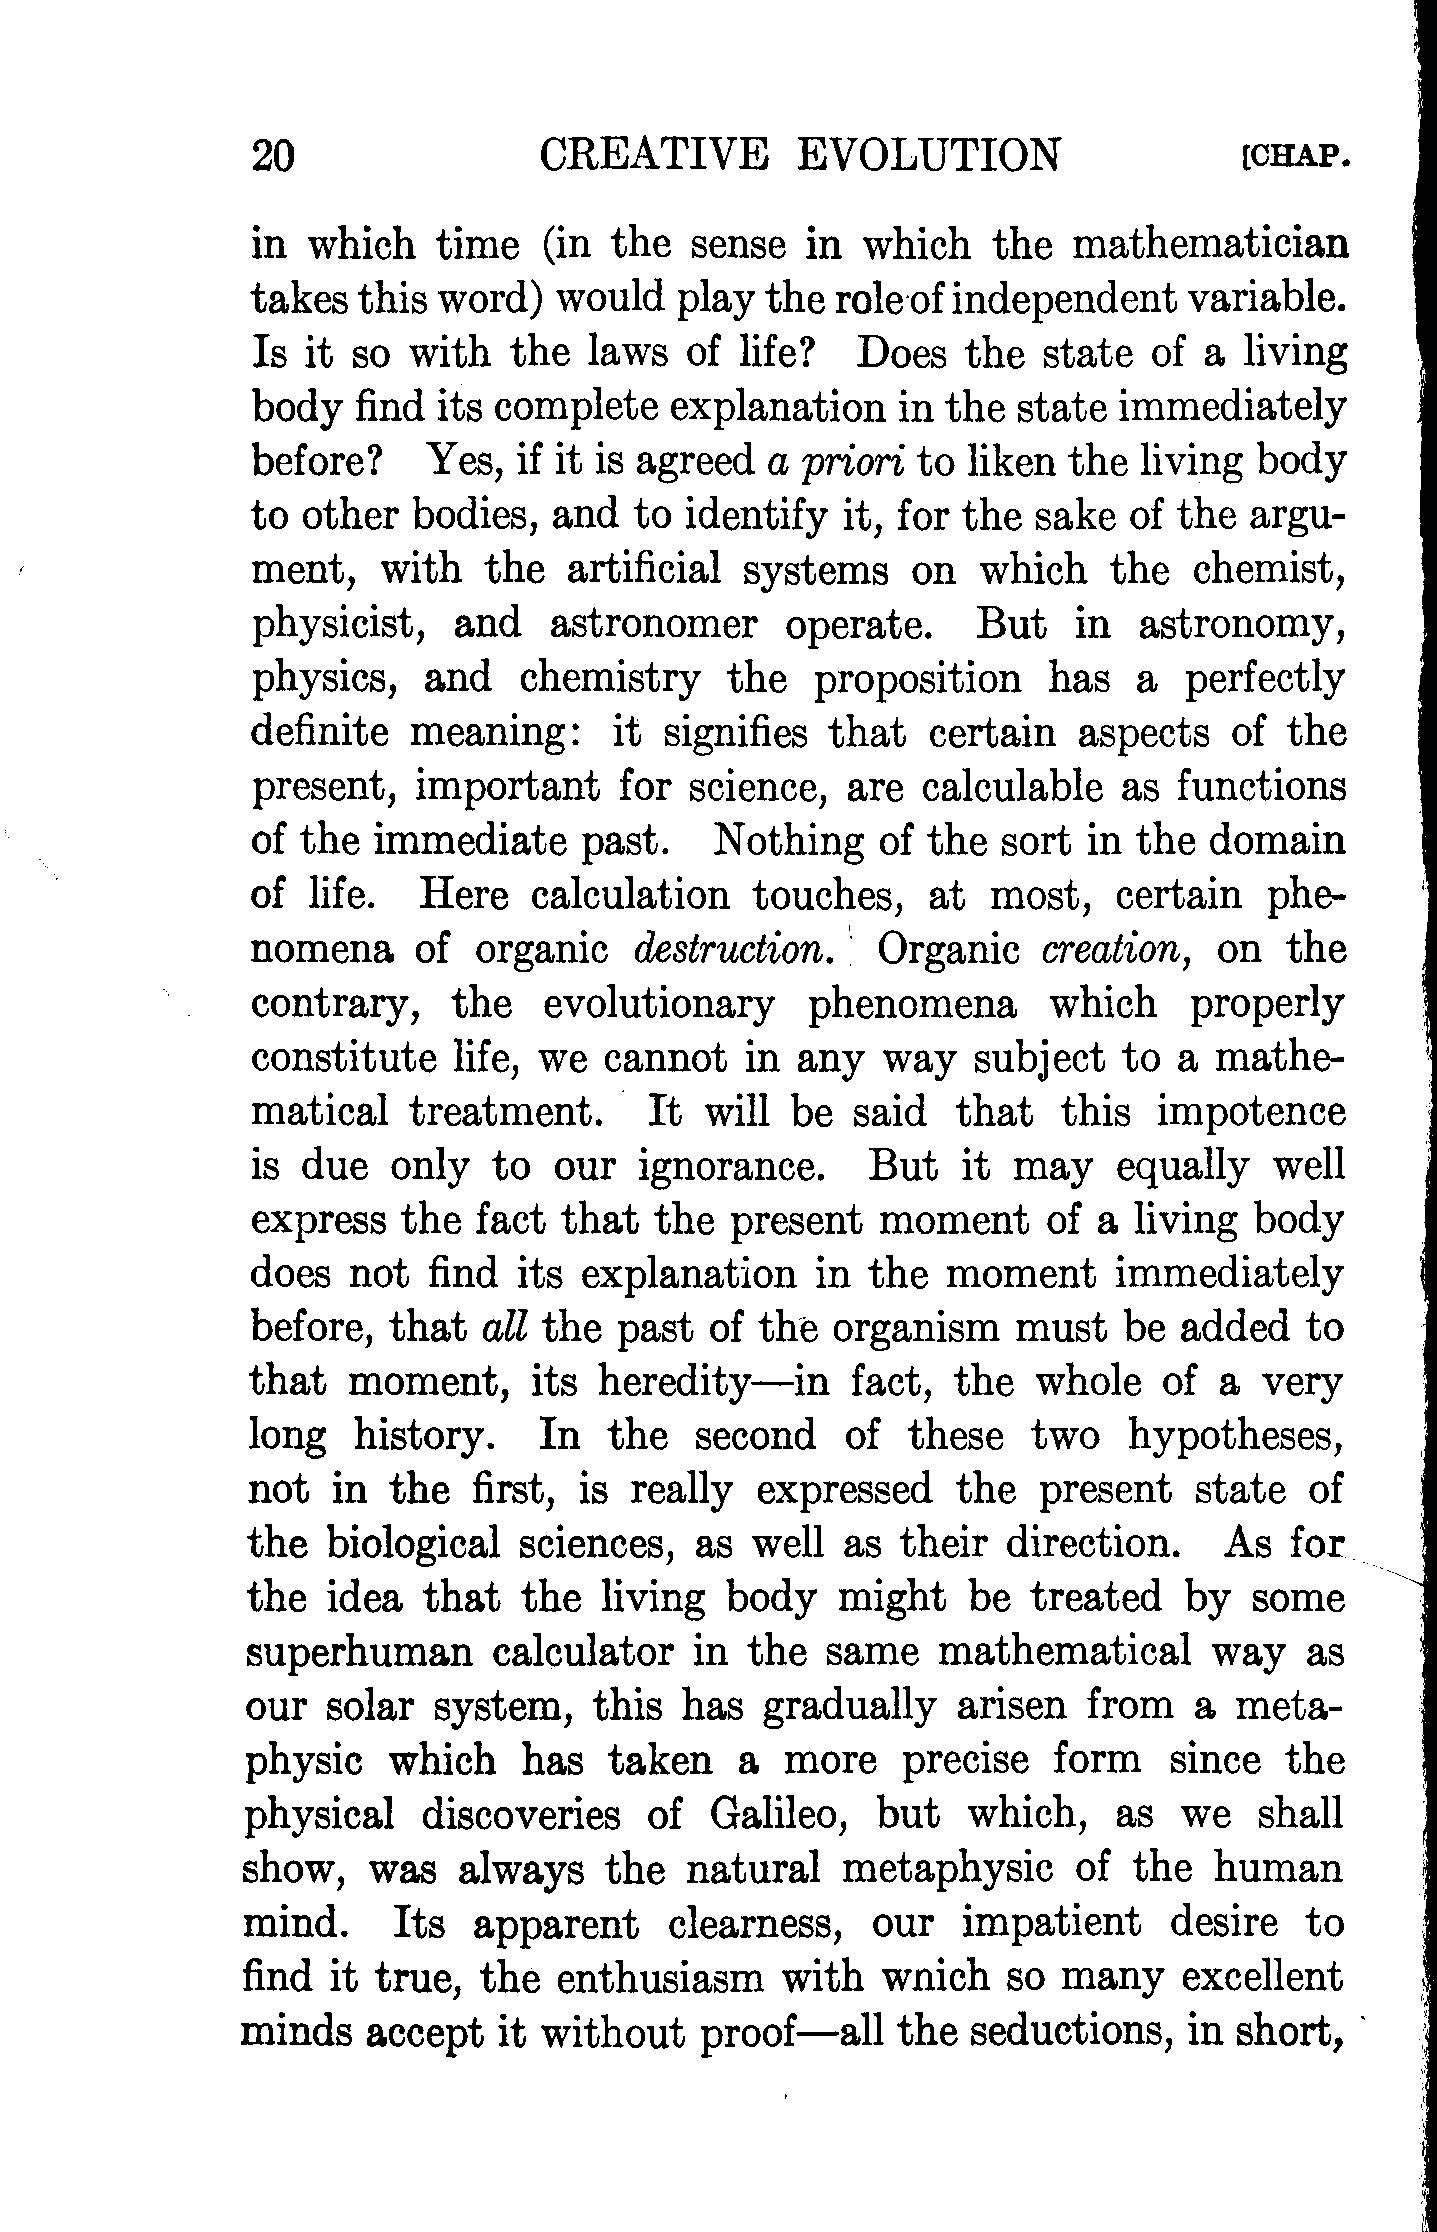 20 CREATIVE EVOLUTION [CHAP.
in which time (in the sense in which the mathematician
takes this word) would play the role of independent variable.
Is it so with the laws of life? Does the state of a living
body find its complete explanation in the state immediately
before? Yes, if it is agreed a priori to liken the living body
to other bodies, and to identify it, for the sake of the argu-
ment, with the artificial systems on which the chemist,
physicist, and astronomer operate. But in astronomy,
physics, and chemistry the proposition has a perfectly
definite meaning: it signifies that certain aspects of the
present, important for science, are calculable as functions
of the immediate past. Nothing of the sort in the domain
of life. Here calculation touches, at most, certain phe-
nomena of organic destruction. Organic creation, on the
contrary, the evolutionary phenomena which properly
constitute life, we cannot in any way subject to a mathe-
matical treatment. It will be said that this impotence
is due only to our ignorance. But it may equally well
express the fact that the present moment of a living body
does not find its explanation in the moment immediately
before, that all the past of the organism must be added to
that moment, its heredity—in fact, the whole of a very
long history. In the second of these two hypotheses,
not in the first, is really expressed the present state of
the biological sciences, as well as their direction. As for
the idea that the living body might be treated by some
superhuman calculator in the same mathematical way as
our solar system, this has gradually arisen from a meta-
physic which has taken a more precise form since the
physical discoveries of Galileo, but which, as we shall
show, was always the natural metaphysic of the human
mind. Its apparent clearness, our impatient desire to
find it true, the enthusiasm with wnich so many excellent
minds accept it without proof—all the seductions, in short,